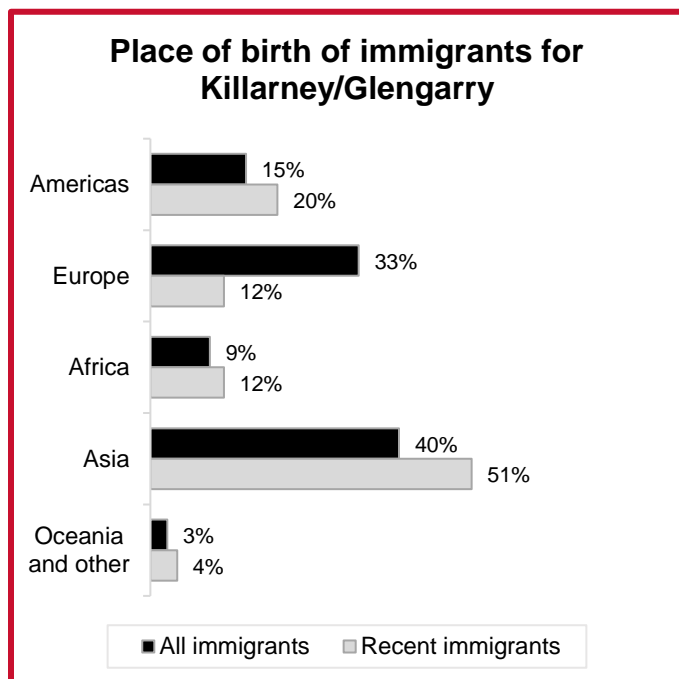 Place of birth of immigrants for
Killarney/Glengarry
Americas
15%
20%
Europe
33%
12%
Africa
9%
12%
Asia
40%
51%
Oceania
and other
3%
4%
All immigrants
Recent immigrants